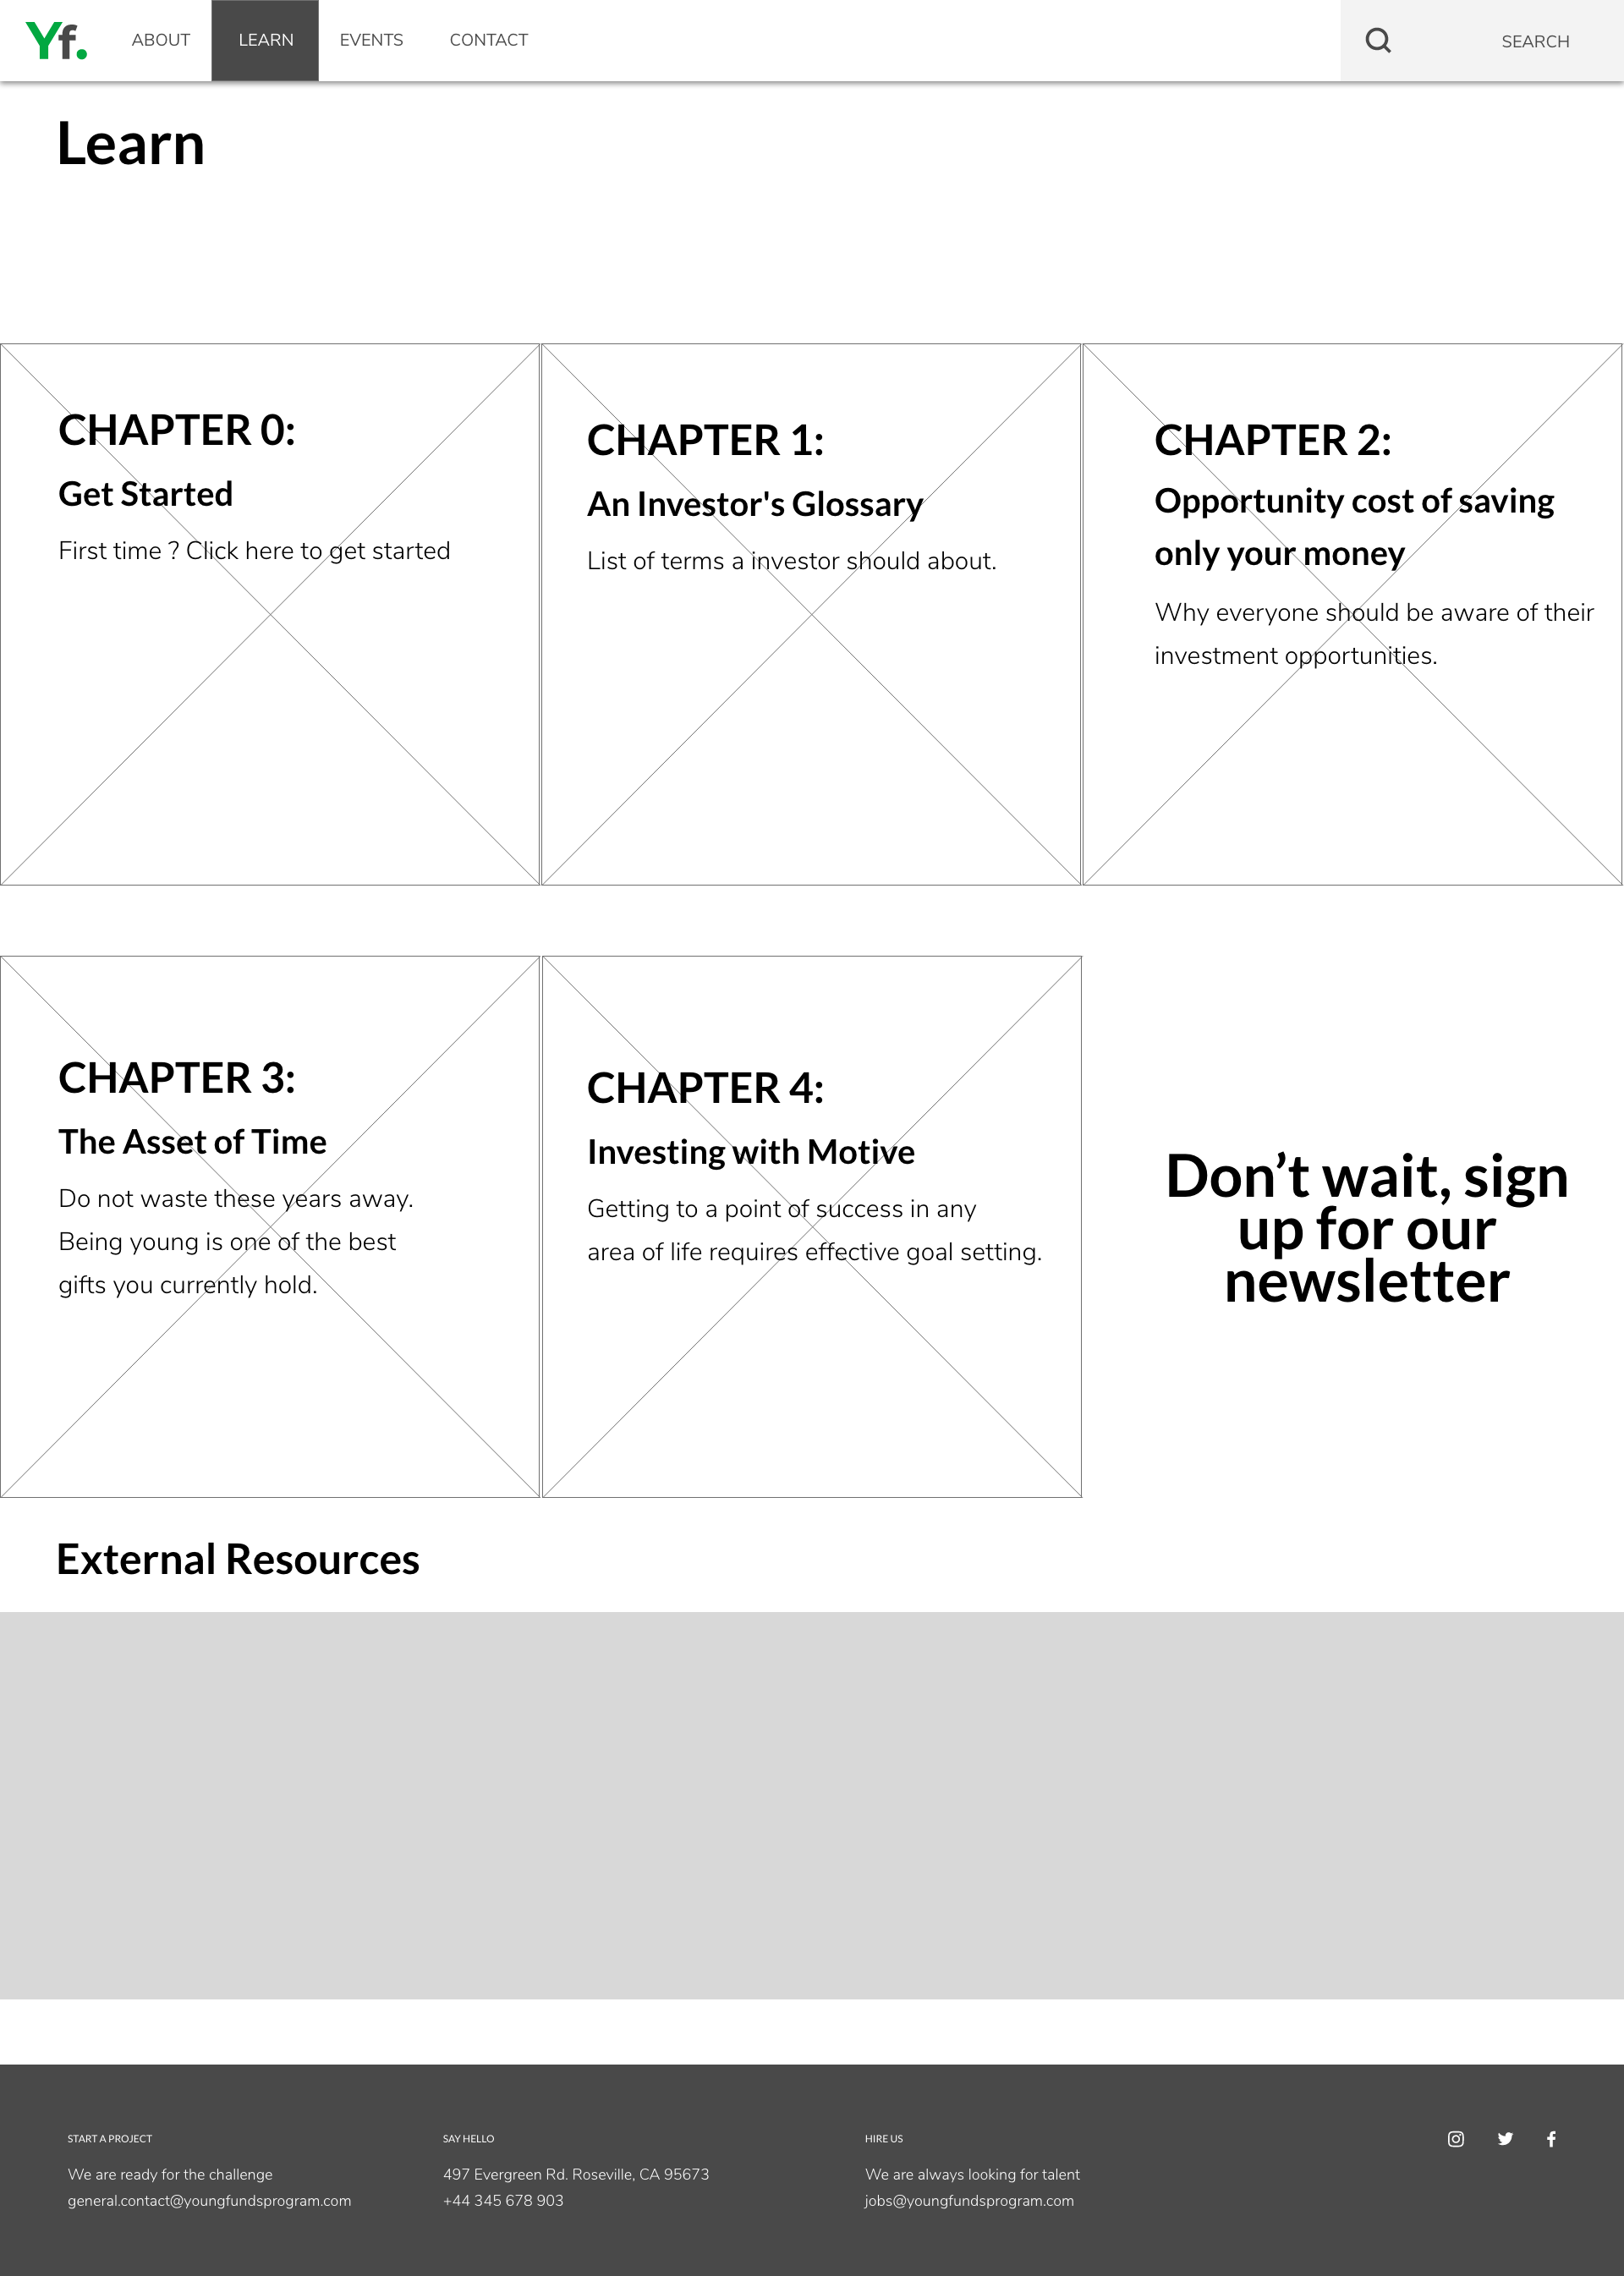 Yf.
ABOUT
LEARN
EVENTS
CONTACT
SEARCH
Learn
CHAPTER 0:
Get Started
First time ? Click here to get started
CHAPTER 1:
An Investor's Glossary
List of terms a investor should about.
CHAPTER 2:
Opportunity cost of saving
only your money
Why everyone should be aware of their
investment opportunities.
CHAPTER 3:
The Asset of Time
Do not waste these years away.
Being young is one of the best
gifts you currently hold.
CHAPTER 4:
Investing with Motive
Getting to a point of success in any
area of life requires effective goal setting.
Don’t wait, sign
up for our
newsletter
External Resources
START A PROJECT
We are ready for the challenge
general.contact@youngfundsprogram.com
SAY HELLO
497 Evergreen Rd. Roseville, CA 95673
+44 345 678 903
HIRE US
We are always looking for talent
jobs@youngfundsprogram.com